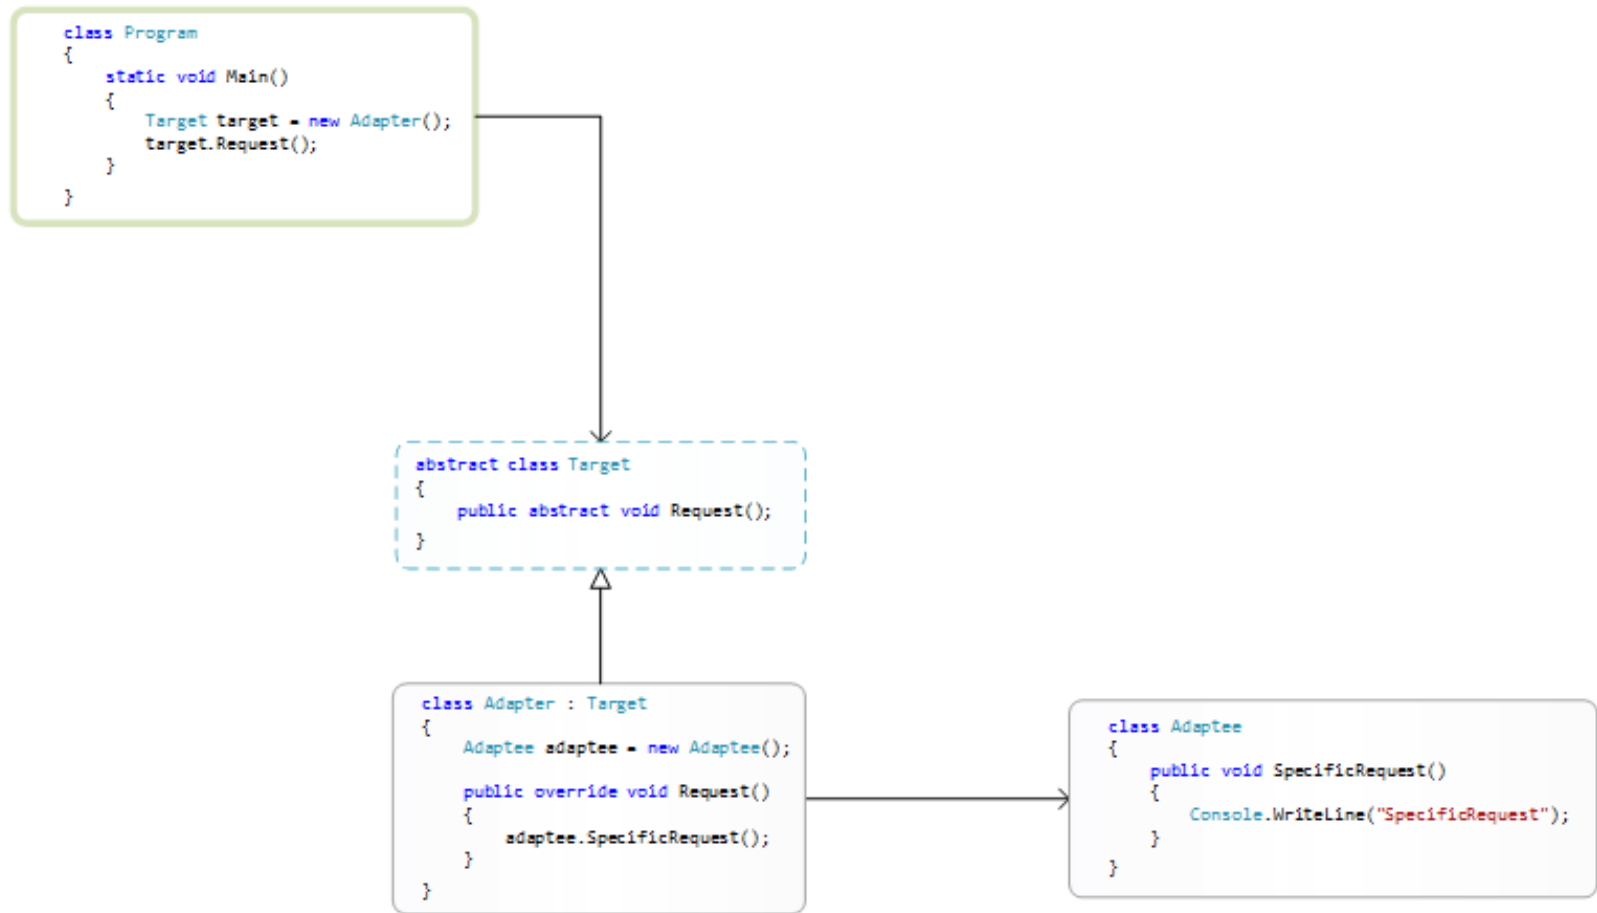 class Program
{
static void Main()
{
Target target = new Adapter();
target.Request();
}
}
abstract class Target
{
public abstract void Request();
}
class Adapter : Target
{
Adaptee adaptee = new Adaptee();
public override void Request()
{
adaptee.SpecificRequest();
}
}
class Adaptee
{
public void SpecificRequest()
{
Console.WriteLine("SpecificRequest");
}
}